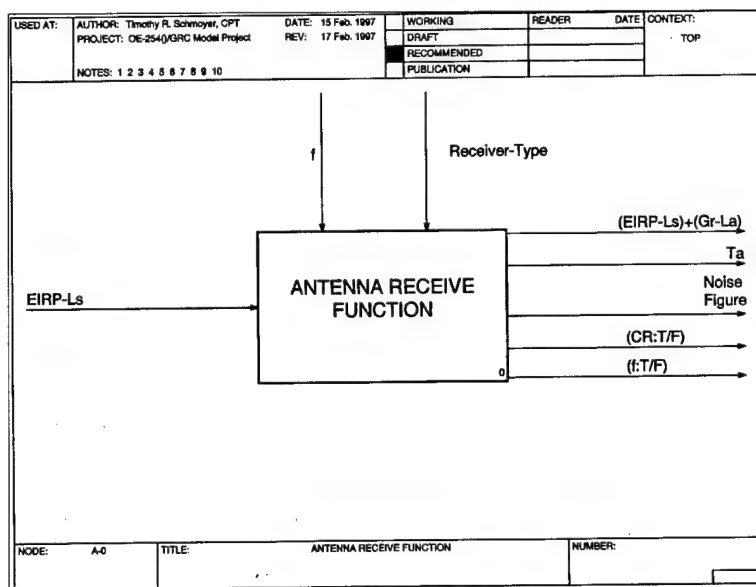 USED AT:
AUTHOR: Timothy R. Schmoyer, CPT
DATE: 15 Feb. 1997
PROJECT: OE-254()/GRC Model Project
REV: 17 Feb. 1997
NOTES: 1 2 3 4 5 6 7 8 9 10
WORKING
DRAFT
RECOMMENDED
PUBLICATION
READER DATE
CONTEXT:
TOP
f
Receiver-Type
EIRP-Ls
ANTENNA RECEIVE
FUNCTION
0
(EIRP-Ls)+(Gr-La)
Ta
Noise
Figure
(CR:T/F)
(f:T/F)
NODE: A-0
TITLE: ANTENNA RECEIVE FUNCTION
NUMBER: